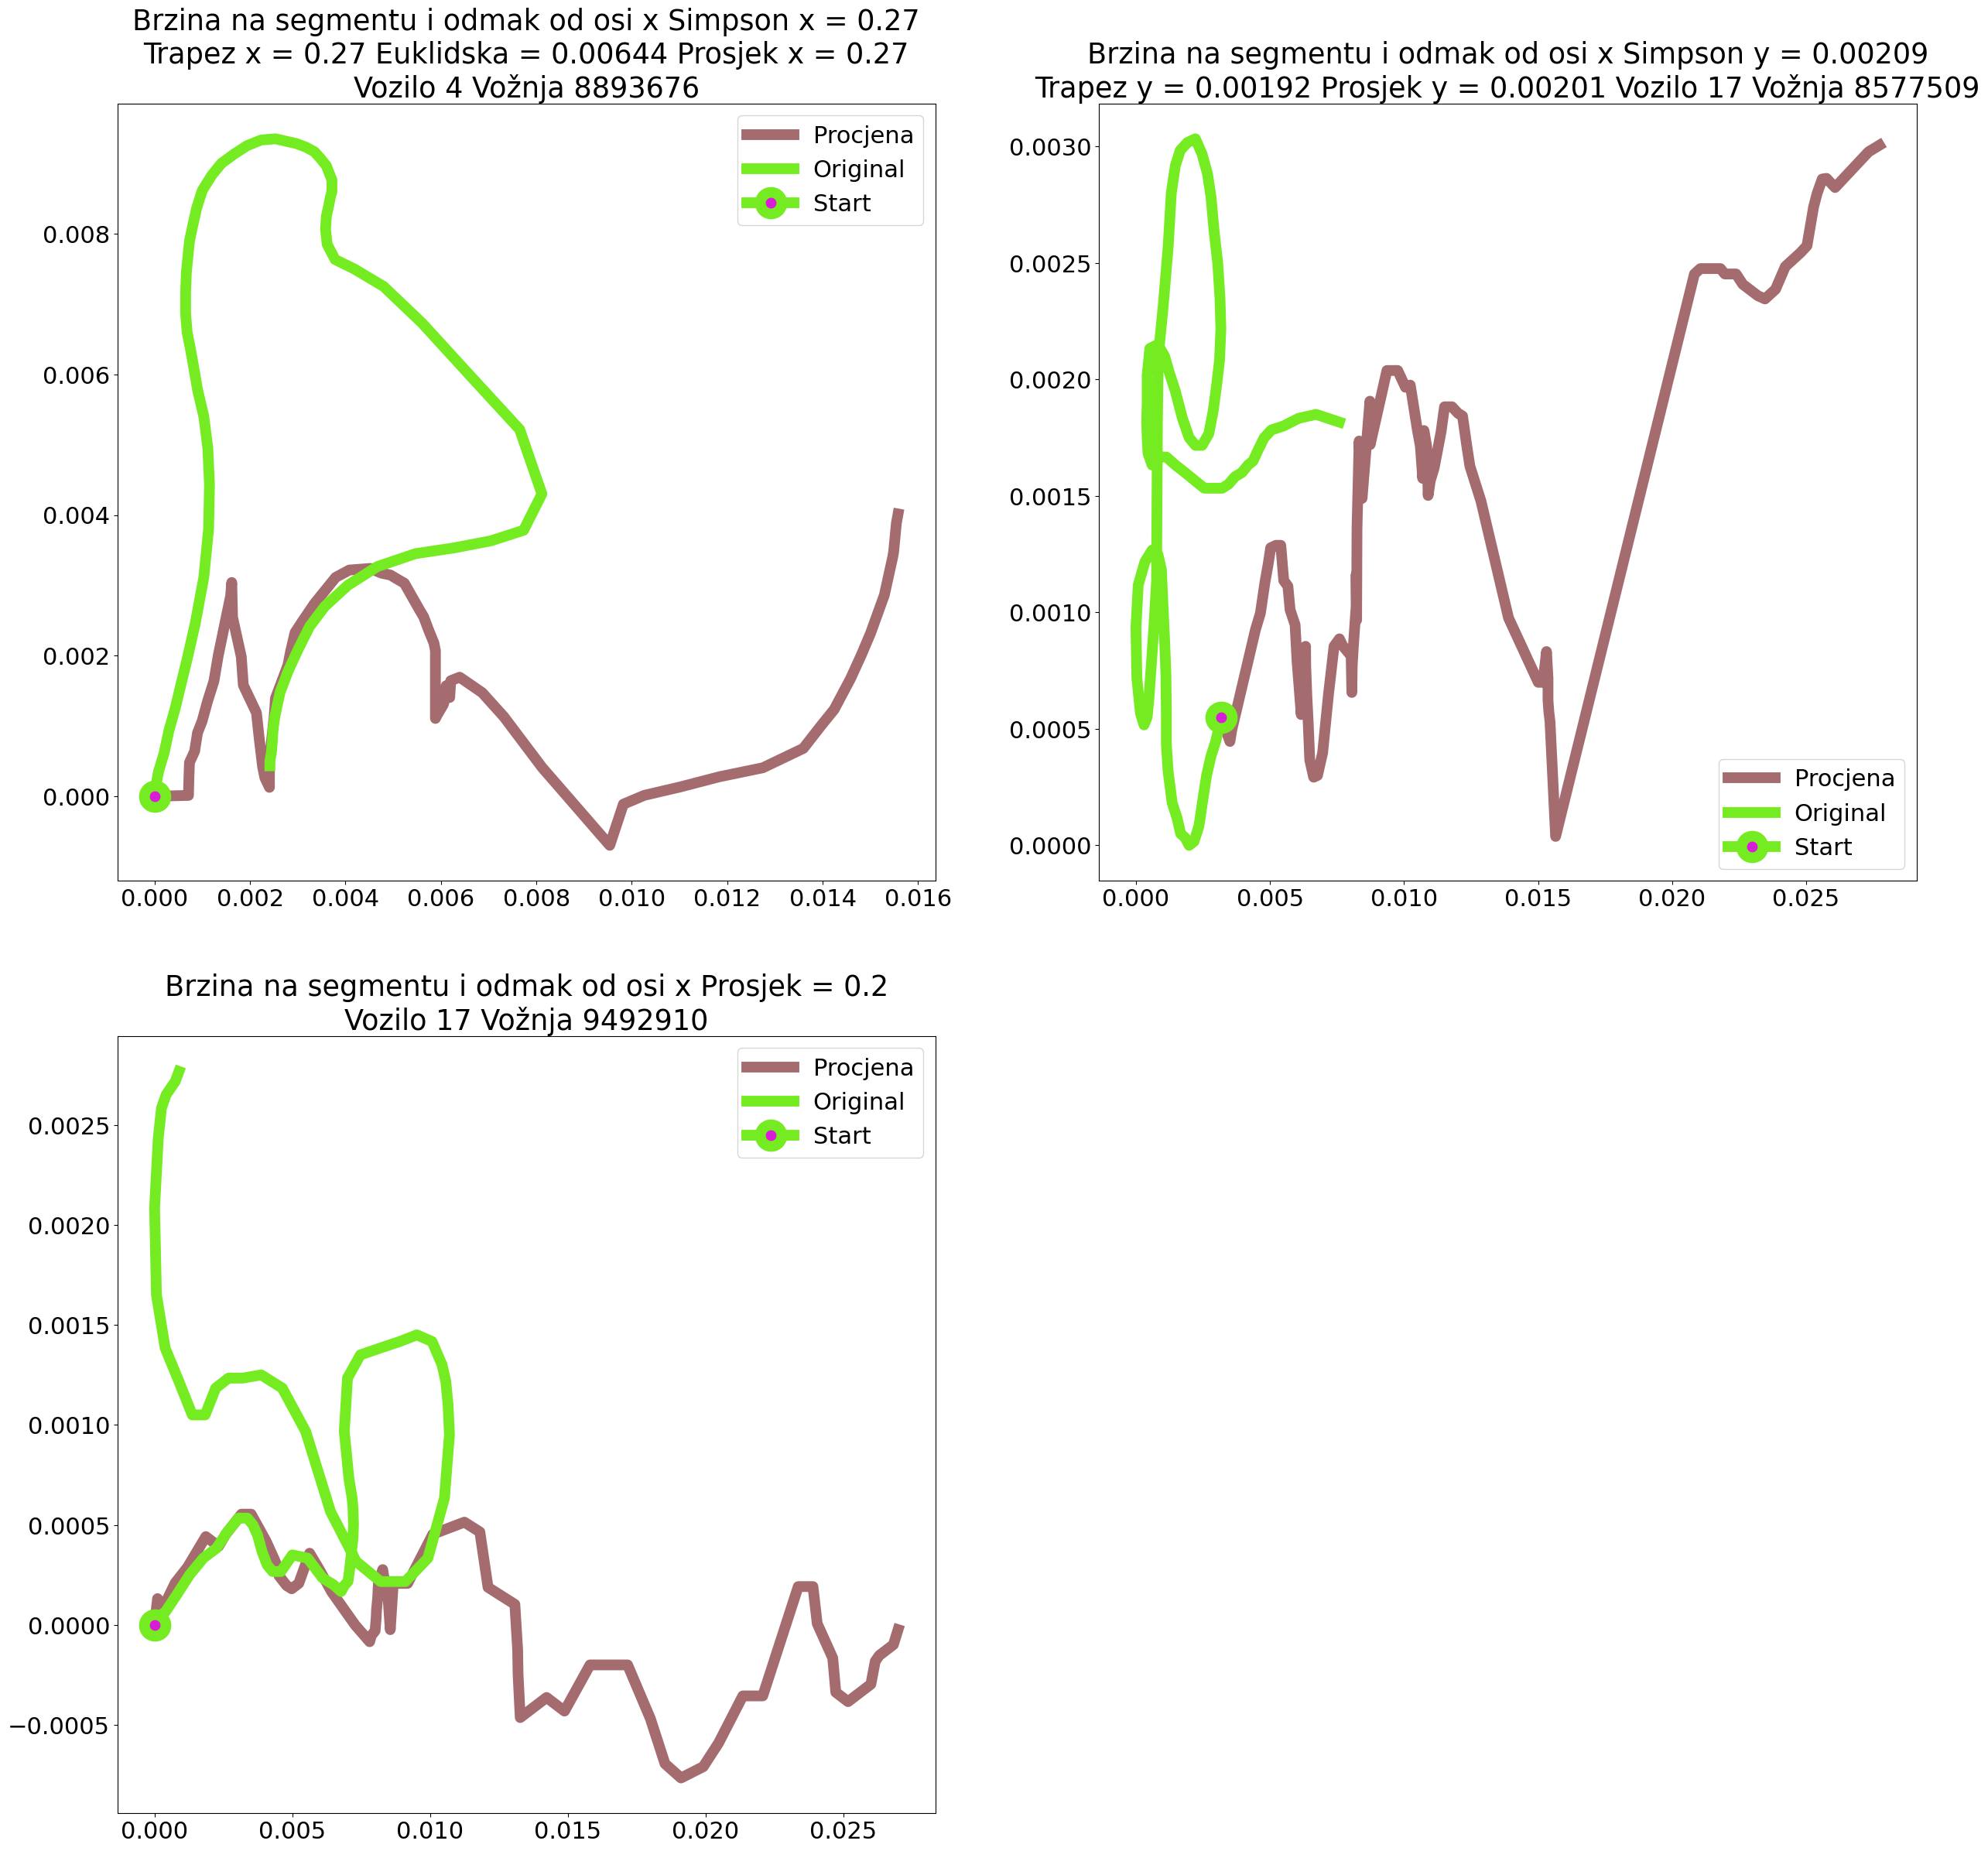 Brzina na segmentu i odmak od osi x Simpson x = 0.27
Trapez x = 0.27 Euklidska = 0.00644 Prosjek x = 0.27
Vozilo 4 Vožnja 8893676
Procjena
Original
Start
0.008
0.006
0.004
0.002
0.000
0.000 0.002 0.004 0.006 0.008 0.010 0.012 0.014 0.016
Brzina na segmentu i odmak od osi x Simpson y = 0.00209
Trapez y = 0.00192 Prosjek y = 0.00201 Vozilo 17 Vožnja 8577509
0.0030
0.0025
0.0020
0.0015
0.0010
0.0005
0.0000
Procjena
Original
Start
0.000 0.005 0.010 0.015 0.020 0.025
Brzina na segmentu i odmak od osi x Prosjek = 0.2
Vozilo 17 Vožnja 9492910
Procjena
Original
Start
0.0025
0.0020
0.0015
0.0010
0.0005
0.0000
−0.0005
0.000 0.005 0.010 0.015 0.020 0.025